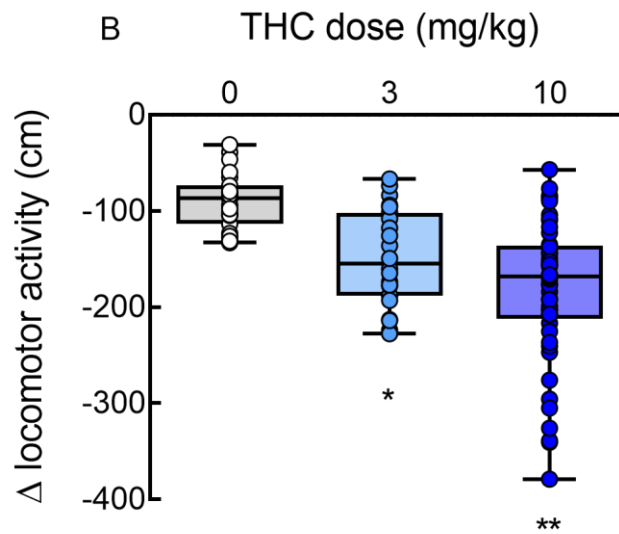 B
THC dose (mg/kg)
0 3 10
Δ locomotor activity (cm)
0
-100
-200
-300
-400
*
**